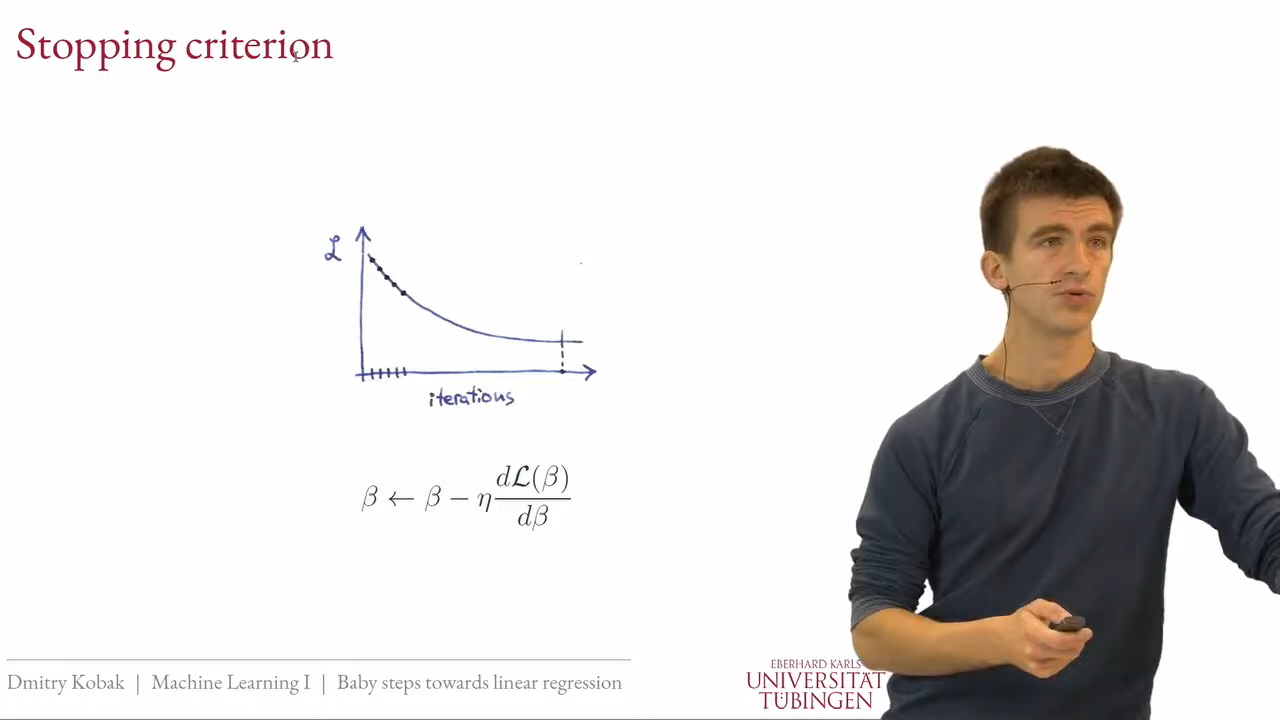 Stopping criterion
ℒ
iterations
β ← β − η dℒ(β)/dβ
Dmitry Kobak | Machine Learning I | Baby steps towards linear regression
EBERHARD KARLS
UNIVERSITÄT
TÜBINGEN